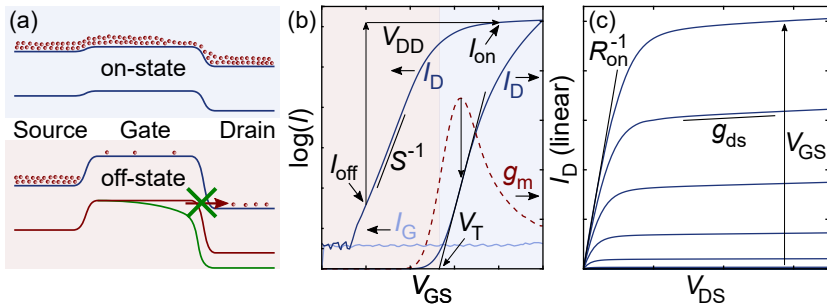 (a)
on-state
Source Gate Drain
off-state
(b)
V_DD
I_on
I_D
I_D
S^-1
I_off
g_m
I_G
V_T
log(I)
V_GS
(c)
R_on^-1
g_ds
V_GS
I_D (linear)
V_DS